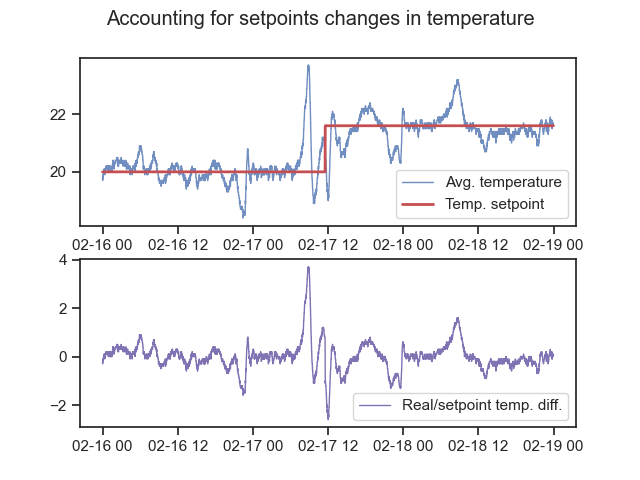 Accounting for setpoints changes in temperature
22
20
Avg. temperature
Temp. setpoint
02-16 00 02-16 12 02-17 00 02-17 12 02-18 00 02-18 12 02-19 00
4
2
0
−2
Real/setpoint temp. diff.
02-16 00 02-16 12 02-17 00 02-17 12 02-18 00 02-18 12 02-19 00